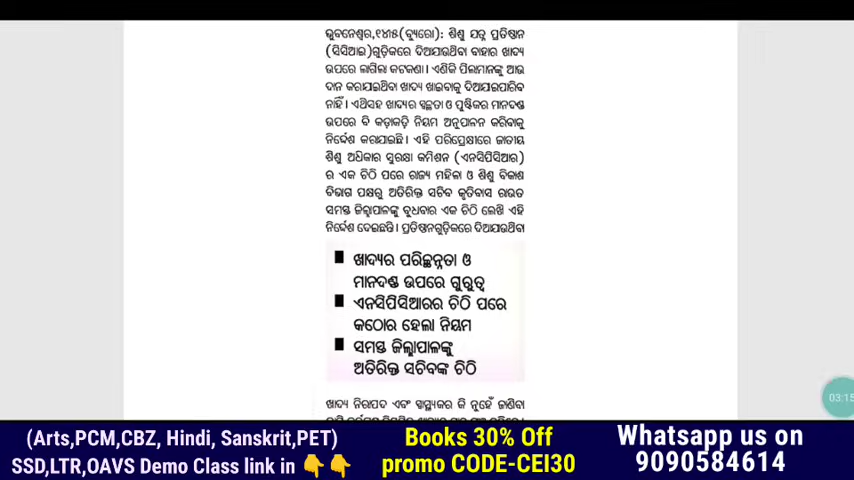 ଭୁବନେଶ୍ୱର,୧୪ା୫(ବ୍ୟୁରୋ): ଶିଶୁ ଯତ୍ନ ପ୍ରତିଷ୍ଠାନ
(ସିସିଆଇ)ଗୁଡ଼ିକରେ ଦିଆଯାଉଥିବା ବାହାର ଖାଦ୍ୟ
ଉପରେ ଲାଗିଲା କଟକଣା । ଏଣିକି ପିଲାମାନଙ୍କୁ ଆଉ
ଦାନ କରାଯାଇଥିବା ଖାଦ୍ୟ ଖାଇବାକୁ ଦିଆଯାଇପାରିବ
ନାହିଁ । ଏଥିସହ ଖାଦ୍ୟର ସ୍ୱଚ୍ଛତା ଓ ପୁଷ୍ଟିକର ମାନଦଣ୍ଡ
ଉପରେ ବି କଡ଼ାକଡ଼ି ନିୟମ ଅନୁପାଳନ କରିବାକୁ
ନିର୍ଦ୍ଦେଶ କରାଯାଇଛି । ଏହି ପରିପ୍ରେକ୍ଷୀରେ ଜାତୀୟ
ଶିଶୁ ଅଧିକାର ସୁରକ୍ଷା କମିଶନ (ଏନସିପିସିଆର)
ର ଏକ ଚିଠି ପରେ ରାଜ୍ୟ ମହିଳା ଓ ଶିଶୁ ବିକାଶ
ବିଭାଗ ପକ୍ଷରୁ ଅତିରିକ୍ତ ସଚିବ କୃତିବାସ ରାଉତ
ସମସ୍ତ ଜିଲ୍ଲାପାଳଙ୍କୁ ବୁଧବାର ଏକ ଚିଠି ଲେଖି ଏହି
ନିର୍ଦ୍ଦେଶ ଦେଇଛନ୍ତି । ପ୍ରତିଷ୍ଠାନଗୁଡ଼ିକରେ ଦିଆଯାଉଥିବା
■ ଖାଦ୍ୟର ପରିଚ୍ଛନ୍ନତା ଓ
ମାନଦଣ୍ଡ ଉପରେ ଗୁରୁତ୍ୱ
■ ଏନସିପିସିଆରର ଚିଠି ପରେ
କଠୋର ହେଲା ନିୟମ
■ ସମସ୍ତ ଜିଲ୍ଲାପାଳଙ୍କୁ
ଅତିରିକ୍ତ ସଚିବଙ୍କ ଚିଠି
ଖାଦ୍ୟ ନିରାପଦ ଏବଂ ସ୍ୱାସ୍ଥ୍ୟକର କି ନୁହେଁ ଜାଣିବା
03:15
(Arts,PCM,CBZ, Hindi, Sanskrit,PET)
SSD,LTR,OAVS Demo Class link in 👇👇
Books 30% Off
promo CODE-CEI30
Whatsapp us on
9090584614